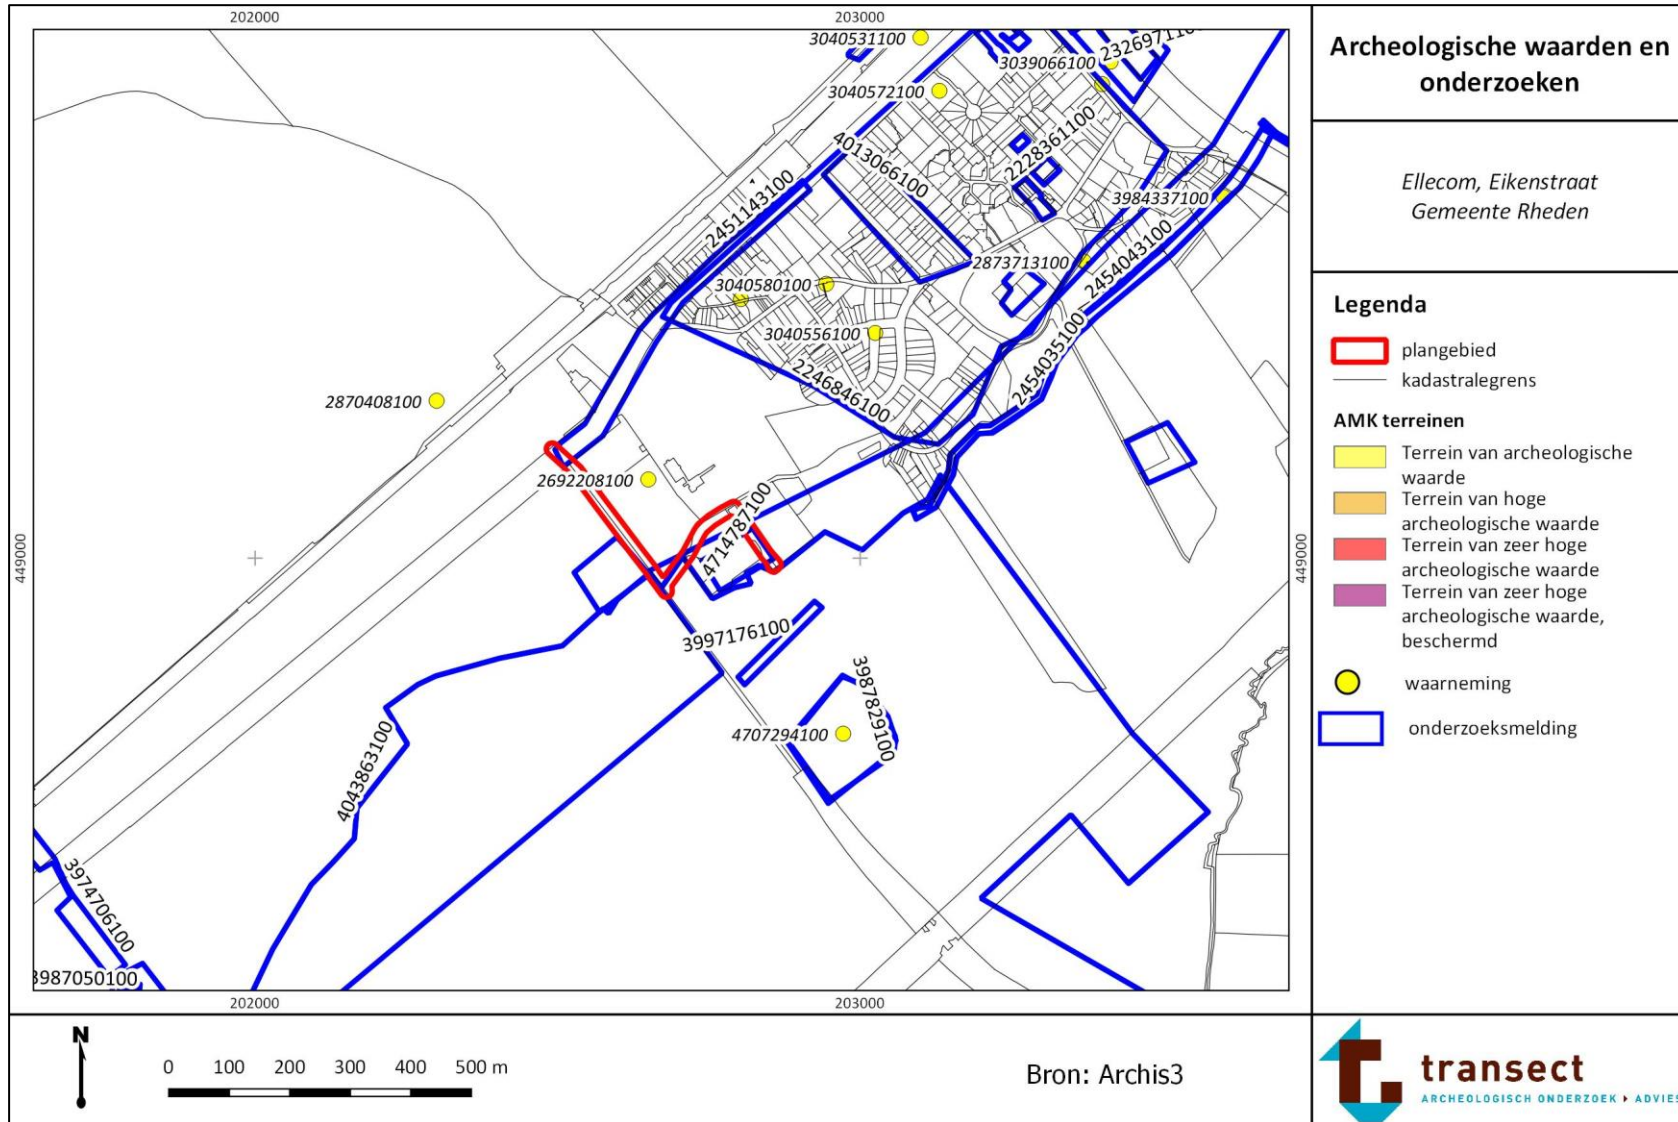 202000
203000
3040531100
3039066100
3040572100
4013066100
2228361100
2451143100
3984337100
2873713100
2454043100
3040580100
3040556100
2454035100
2246846100
2870408100
2692208100
4714787100
449000
449000
3997176100
3987829100
4707294100
4043863100
3974706100
3987050100
202000
203000
N
0 100 200 300 400 500 m
Bron: Archis3
Archeologische waarden en
onderzoeken
Ellecom, Eikenstraat
Gemeente Rheden
Legenda
plangebied
kadastralegrens
AMK terreinen
Terrein van archeologische
waarde
Terrein van hoge
archeologische waarde
Terrein van zeer hoge
archeologische waarde
Terrein van zeer hoge
archeologische waarde,
beschermd
waarneming
onderzoeksmelding
transect
ARCHEOLOGISCH ONDERZOEK ▸ ADVIES